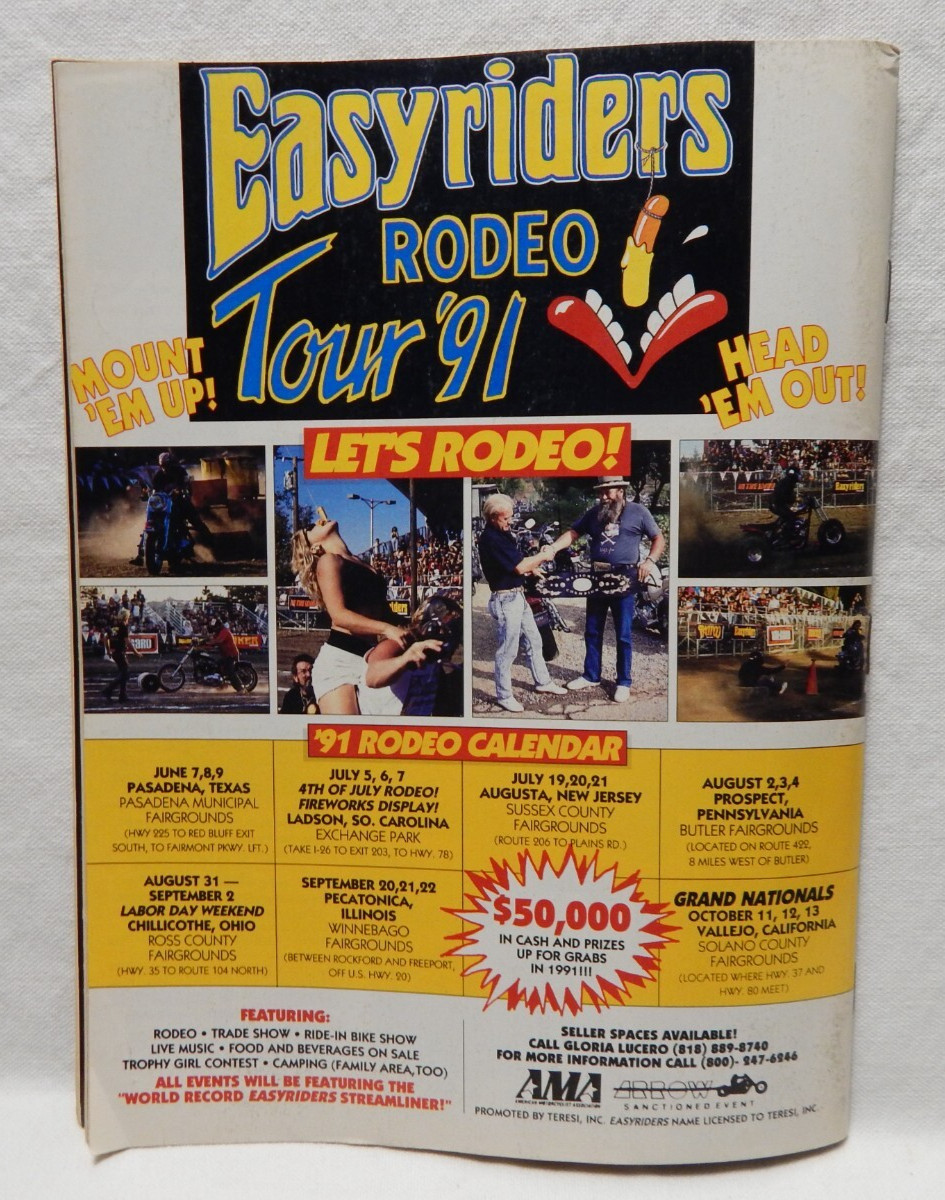 Easyriders
RODEO
Tour '91
MOUNT
'EM UP!
HEAD
'EM OUT!
LET'S RODEO!
Easyriders
'91 RODEO CALENDAR
JUNE 7,8,9
PASADENA, TEXAS
PASADENA MUNICIPAL
FAIRGROUNDS
(HWY 225 TO RED BLUFF EXIT
SOUTH, TO FAIRMONT PKWY. LFT.)
JULY 5, 6, 7
4TH OF JULY RODEO!
FIREWORKS DISPLAY!
LADSON, SO. CAROLINA
EXCHANGE PARK
(TAKE I-26 TO EXIT 203, TO HWY. 78)
JULY 19,20,21
AUGUSTA, NEW JERSEY
SUSSEX COUNTY
FAIRGROUNDS
(ROUTE 206 TO PLAINS RD.)
AUGUST 2,3,4
PROSPECT,
PENNSYLVANIA
BUTLER FAIRGROUNDS
(LOCATED ON ROUTE 422,
8 MILES WEST OF BUTLER)
AUGUST 31 —
SEPTEMBER 2
LABOR DAY WEEKEND
CHILLICOTHE, OHIO
ROSS COUNTY
FAIRGROUNDS
(HWY. 35 TO ROUTE 104 NORTH)
SEPTEMBER 20,21,22
PECATONICA,
ILLINOIS
WINNEBAGO
FAIRGROUNDS
(BETWEEN ROCKFORD AND FREEPORT,
OFF U.S. HWY. 20)
$50,000
IN CASH AND PRIZES
UP FOR GRABS
IN 1991!!!
GRAND NATIONALS
OCTOBER 11, 12, 13
VALLEJO, CALIFORNIA
SOLANO COUNTY
FAIRGROUNDS
(LOCATED WHERE HWY. 37 AND
HWY. 80 MEET)
FEATURING:
RODEO • TRADE SHOW • RIDE-IN BIKE SHOW
LIVE MUSIC • FOOD AND BEVERAGES ON SALE
TROPHY GIRL CONTEST • CAMPING (FAMILY AREA,TOO)
ALL EVENTS WILL BE FEATURING THE
"WORLD RECORD EASYRIDERS STREAMLINER!"
SELLER SPACES AVAILABLE!
CALL GLORIA LUCERO (818) 889-8740
FOR MORE INFORMATION CALL (800)- 247-6246
AMA
AMERICAN MOTORCYCLIST ASSOCIATION
ARROW
SANCTIONED EVENT
PROMOTED BY TERESI, INC. EASYRIDERS NAME LICENSED TO TERESI, INC.